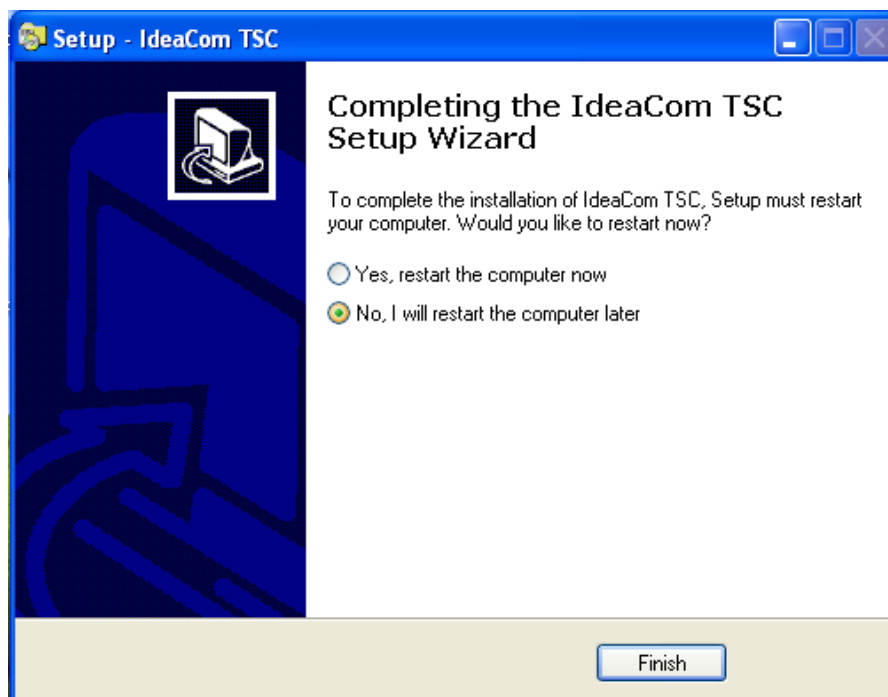 Setup - IdeaCom TSC
Completing the IdeaCom TSC
Setup Wizard
To complete the installation of IdeaCom TSC, Setup must restart
your computer. Would you like to restart now?
Yes, restart the computer now
No, I will restart the computer later
Finish